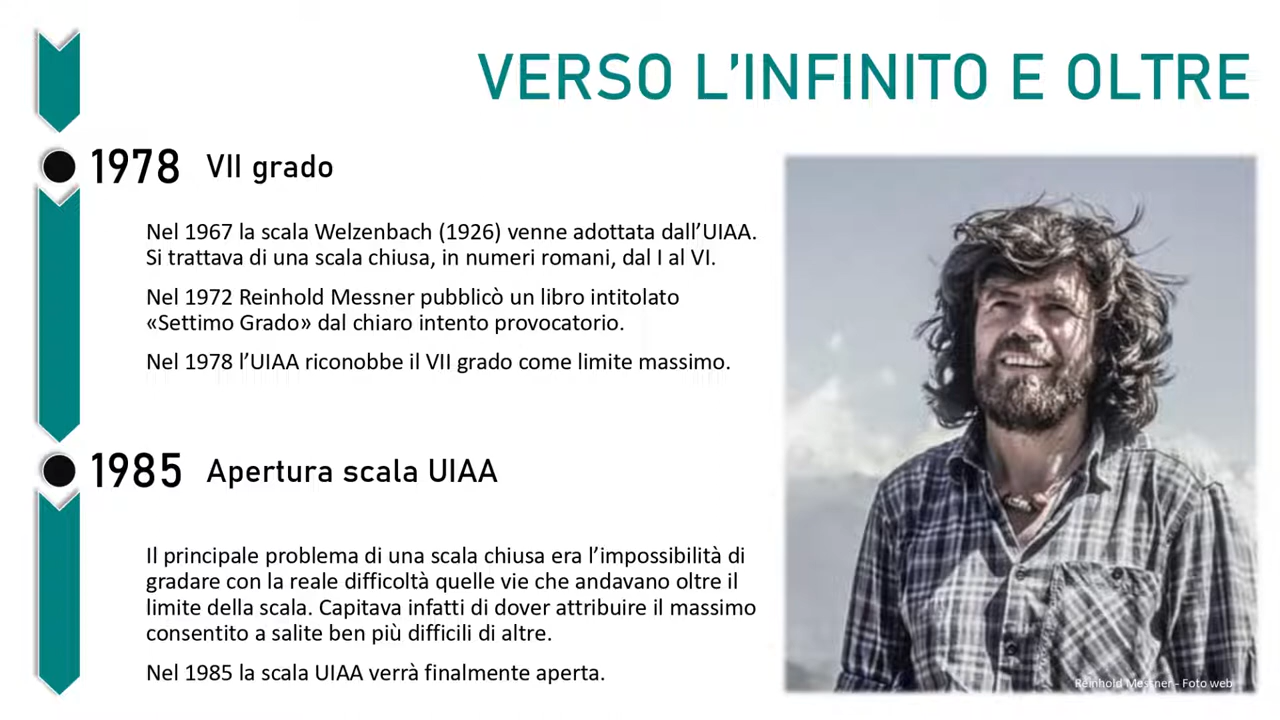 VERSO L’INFINITO E OLTRE
1978 VII grado
Nel 1967 la scala Welzenbach (1926) venne adottata dall’UIAA.
Si trattava di una scala chiusa, in numeri romani, dal I al VI.
Nel 1972 Reinhold Messner pubblicò un libro intitolato
«Settimo Grado» dal chiaro intento provocatorio.
Nel 1978 l’UIAA riconobbe il VII grado come limite massimo.
1985 Apertura scala UIAA
Il principale problema di una scala chiusa era l’impossibilità di
gradare con la reale difficoltà quelle vie che andavano oltre il
limite della scala. Capitava infatti di dover attribuire il massimo
consentito a salite ben più difficili di altre.
Nel 1985 la scala UIAA verrà finalmente aperta.
Reinhold Messner - Foto web